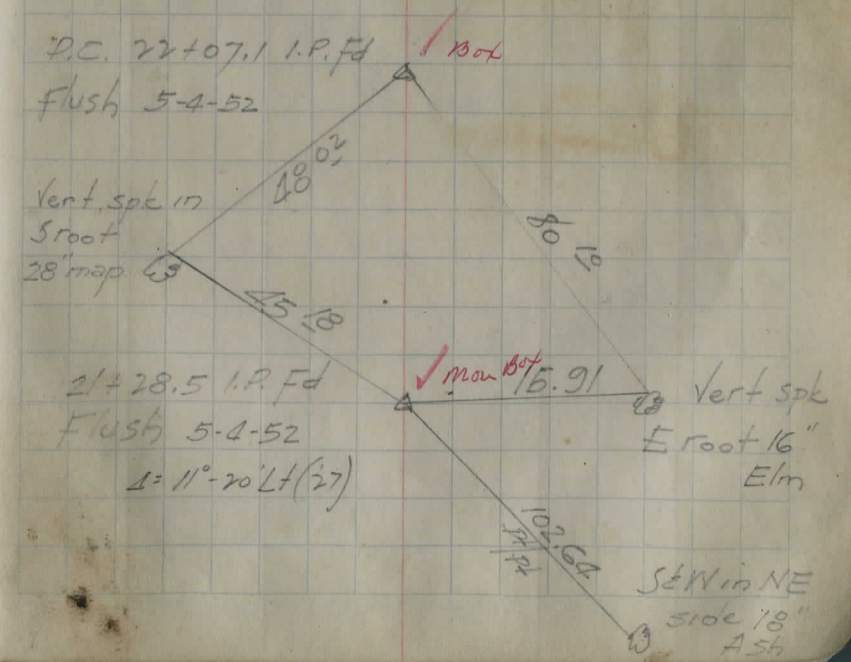 P.C. 22+07.1 I.P. Fd
✓ Box
Flush 5-4-52
Vert. spk in
S root
28" map.
45 18
80 10
21+28.5 I.P. Fd
✓ Mon Box
15.91
Flush 5-4-52
Δ= 11°-20' Lt (27)
Vert spk
E root 16"
Elm
102.64
S&W in NE
side 18"
Ash